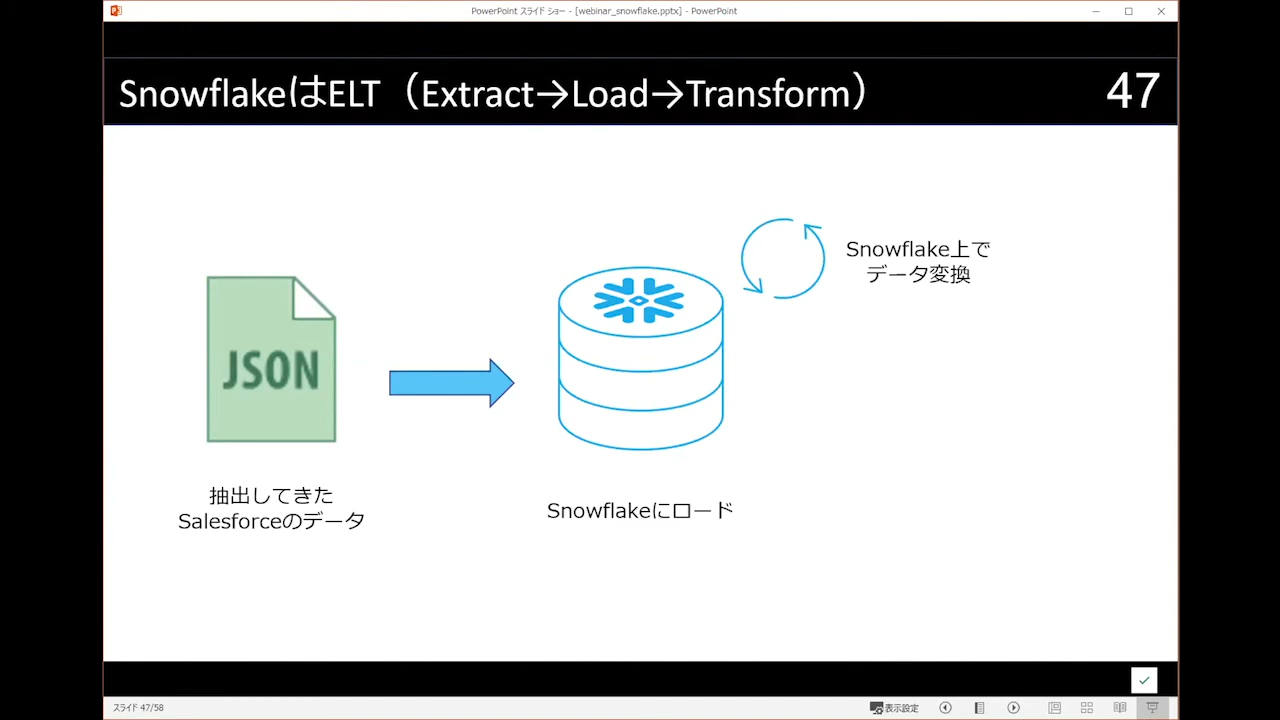 PowerPoint スライド ショー - [webinar_snowflake.pptx] - PowerPoint
SnowflakeはELT（Extract→Load→Transform）
47
Snowflake上で
データ変換
JSON
抽出してきた
Salesforceのデータ
Snowflakeにロード
スライド 47/58
表示設定